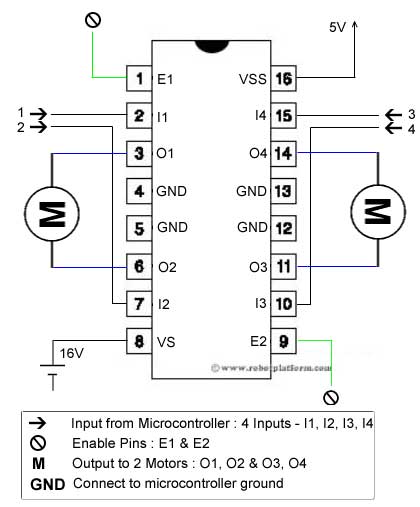 5V
1 E1 VSS 16
1 2 I1 I4 15 3
2 4
3 O1 O4 14
M M
4 GND GND 13
5 GND GND 12
6 O2 O3 11
7 I2 I3 10
16V 8 VS E2 9
© www.robotplatform.com
Input from Microcontroller : 4 Inputs - I1, I2, I3, I4
Enable Pins : E1 & E2
M Output to 2 Motors : O1, O2 & O3, O4
GND Connect to microcontroller ground